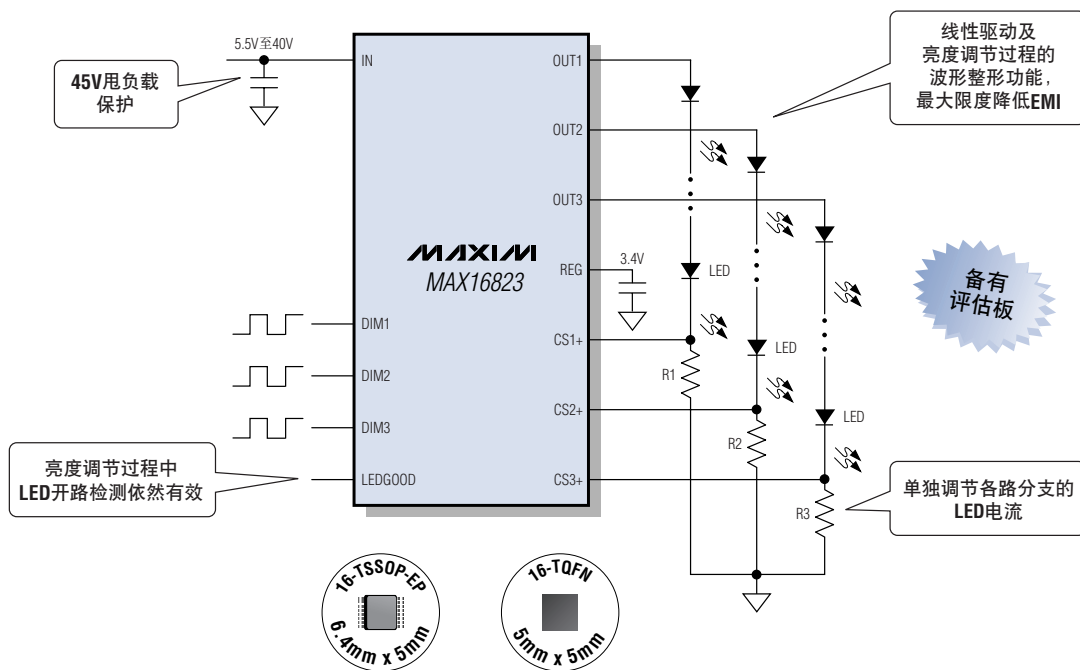 5.5V至40V
45V甩负载
保护
IN
OUT1
OUT2
OUT3
MAXIM
MAX16823
REG
3.4V
LED
LED
LED
DIM1
DIM2
DIM3
LEDGOOD
CS1+
CS2+
CS3+
R1
R2
R3
线性驱动及
亮度调节过程的
波形整形功能，
最大限度降低EMI
备有
评估板
亮度调节过程中
LED开路检测依然有效
单独调节各路分支的
LED电流
16-TSSOP-EP
6.4mm x 5mm
16-TQFN
5mm x 5mm